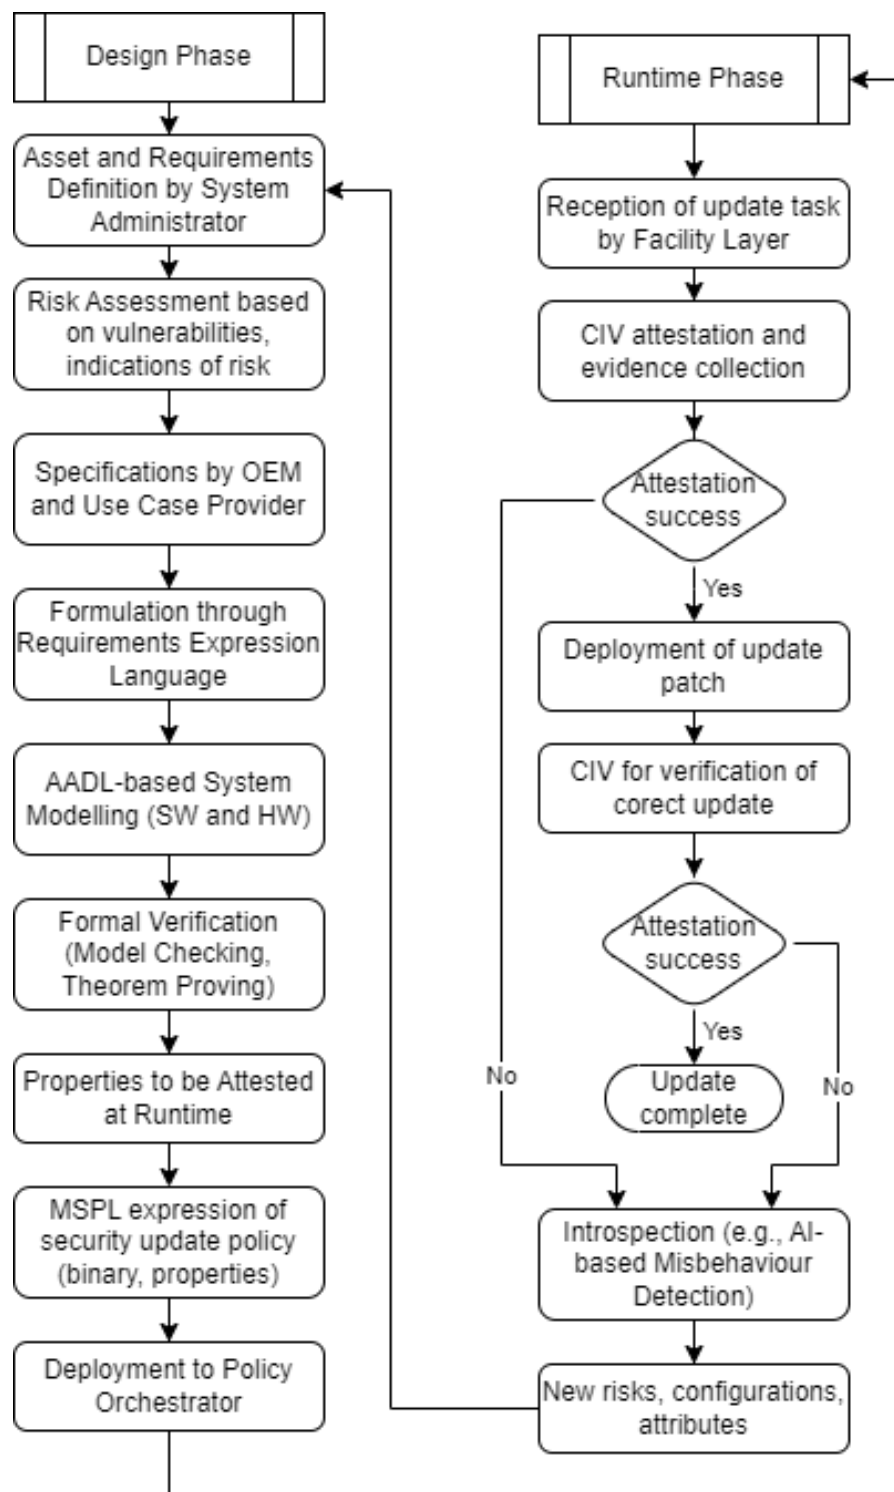 Design Phase
Asset and Requirements
Definition by System
Administrator
Risk Assessment based
on vulnerabilities,
indications of risk
Specifications by OEM
and Use Case Provider
Formulation through
Requirements Expression
Language
AADL-based System
Modelling (SW and HW)
Formal Verification
(Model Checking,
Theorem Proving)
Properties to be Attested
at Runtime
MSPL expression of
security update policy
(binary, properties)
Deployment to Policy
Orchestrator
Runtime Phase
Reception of update task
by Facility Layer
CIV attestation and
evidence collection
Attestation
success
Yes
Deployment of update
patch
CIV for verification of
corect update
Attestation
success
Yes
No
No
Update
complete
Introspection (e.g., AI-
based Misbehaviour
Detection)
New risks, configurations,
attributes